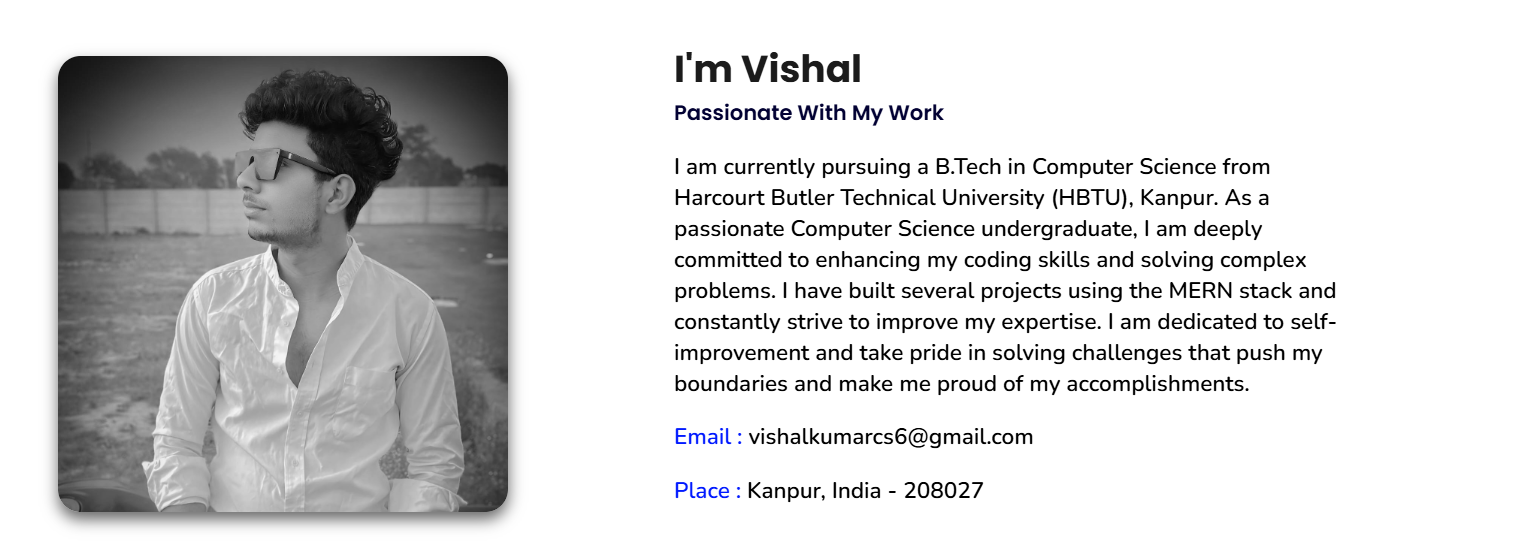 I'm Vishal
Passionate With My Work
I am currently pursuing a B.Tech in Computer Science from
Harcourt Butler Technical University (HBTU), Kanpur. As a
passionate Computer Science undergraduate, I am deeply
committed to enhancing my coding skills and solving complex
problems. I have built several projects using the MERN stack and
constantly strive to improve my expertise. I am dedicated to self-
improvement and take pride in solving challenges that push my
boundaries and make me proud of my accomplishments.
Email : vishalkumarcs6@gmail.com
Place : Kanpur, India - 208027